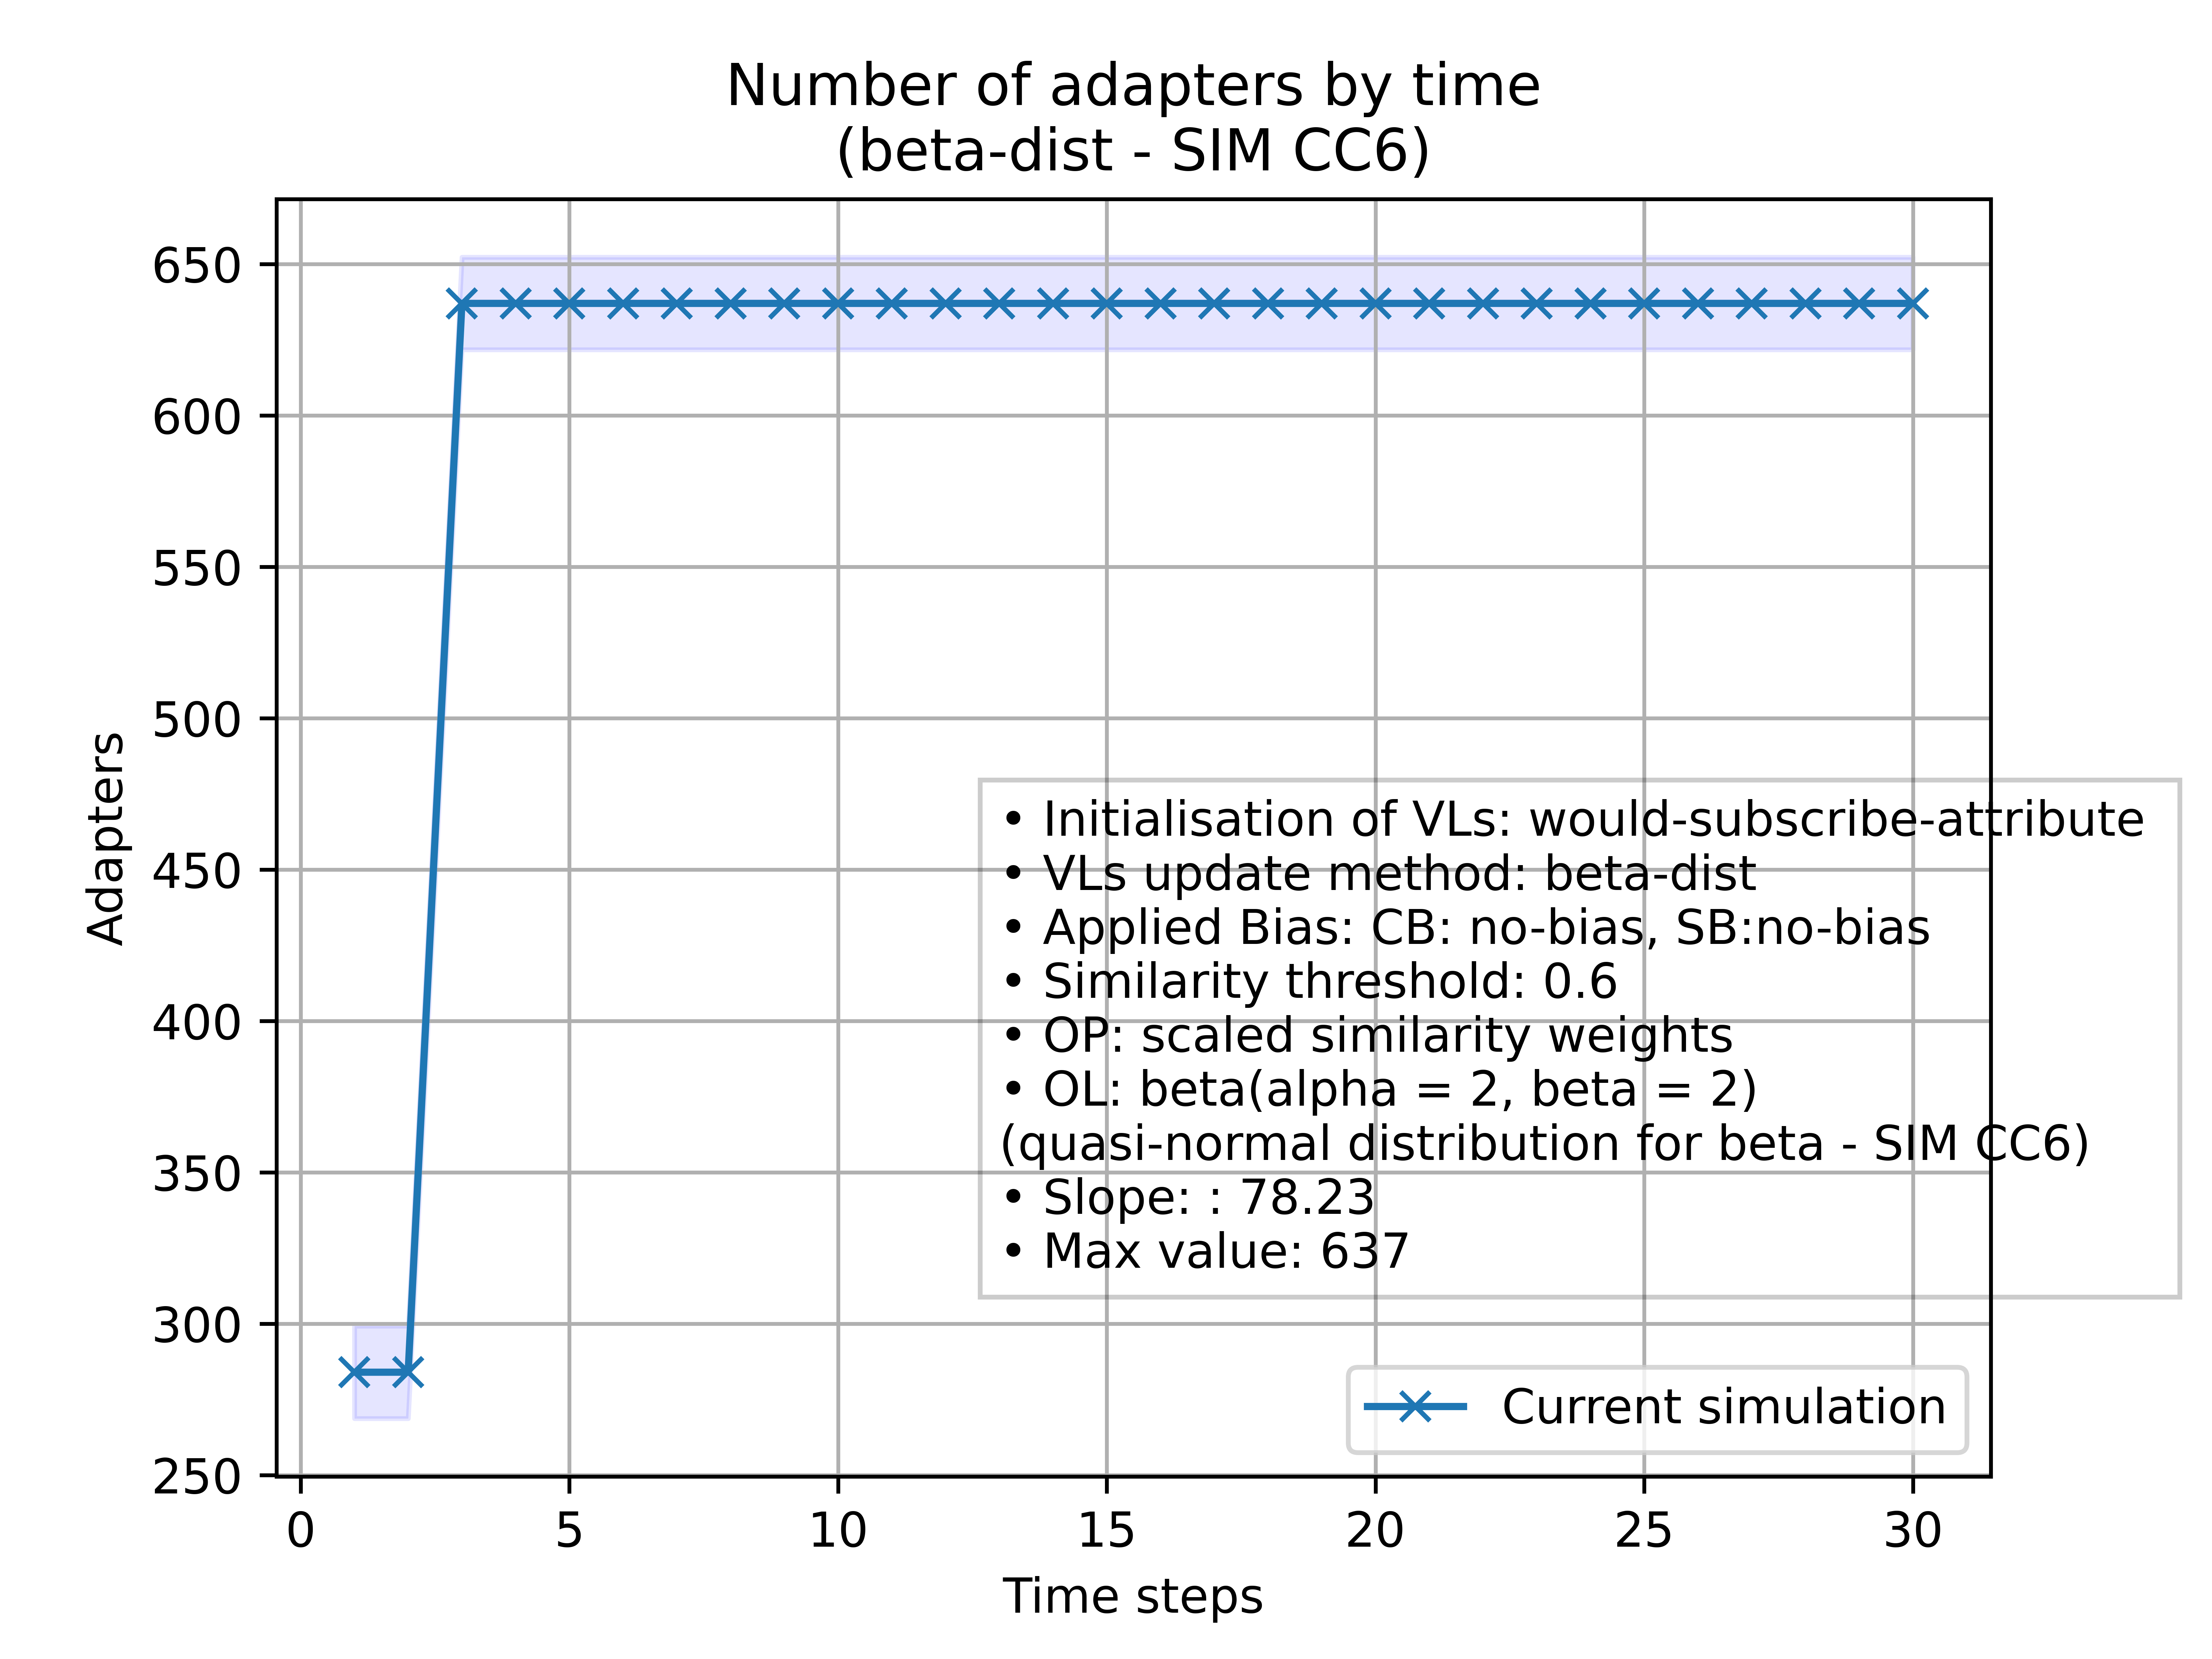 Number of adapters by time
(beta-dist - SIM CC6)
650
600
550
500
450
400
350
300
250
Adapters
• Initialisation of VLs: would-subscribe-attribute
• VLs update method: beta-dist
• Applied Bias: CB: no-bias, SB:no-bias
• Similarity threshold: 0.6
• OP: scaled similarity weights
• OL: beta(alpha = 2, beta = 2)
(quasi-normal distribution for beta - SIM CC6)
• Slope: : 78.23
• Max value: 637
Current simulation
0 5 10 15 20 25 30
Time steps